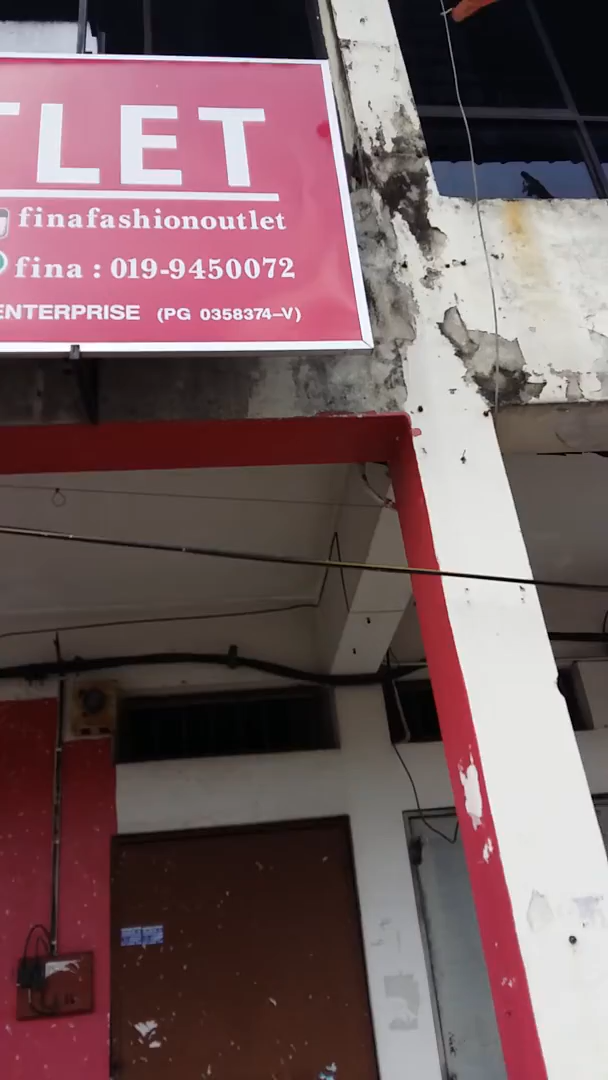 TLET
finafashionoutlet
fina : 019-9450072
ENTERPRISE (PG 0358374-V)